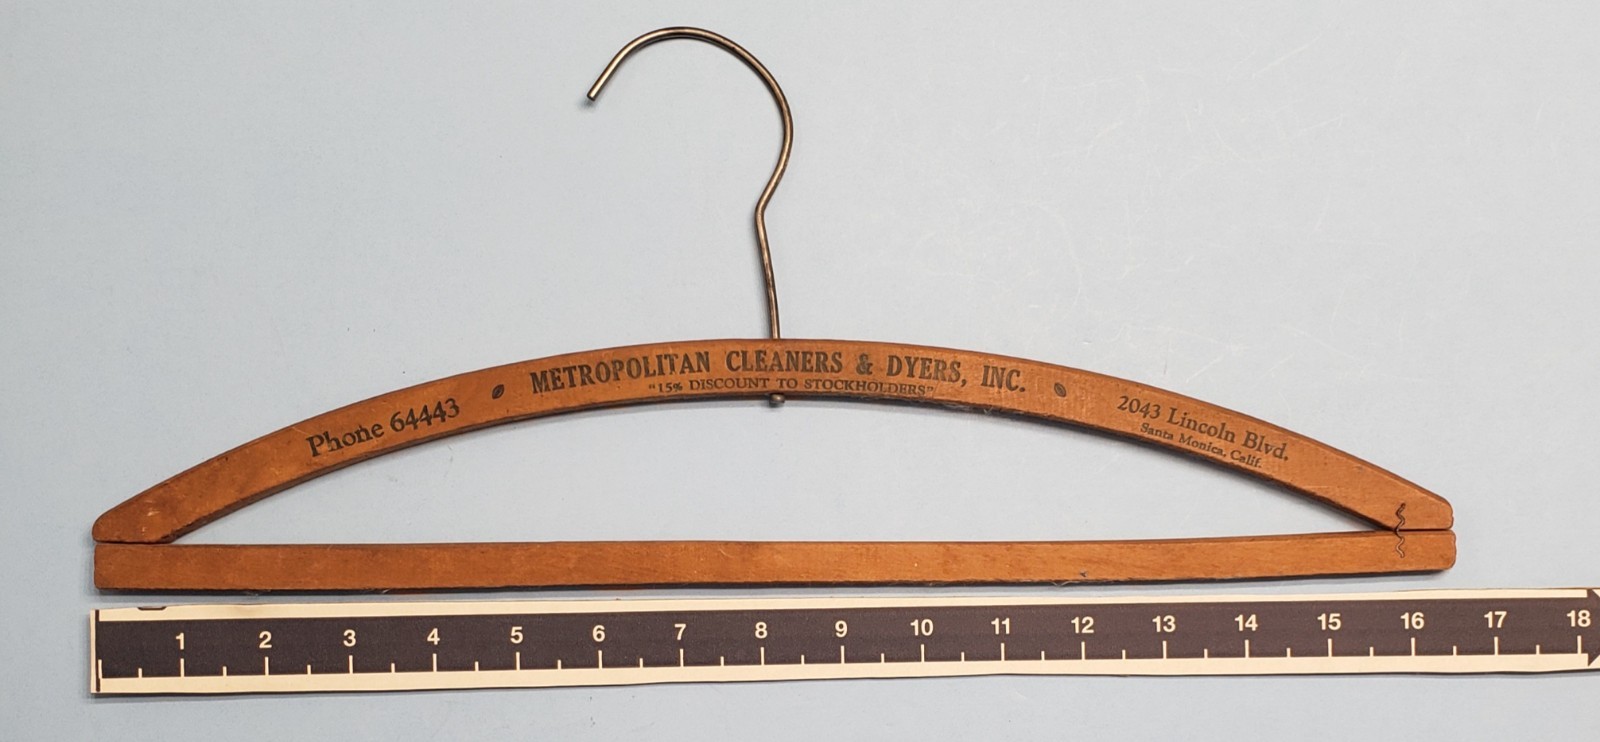 METROPOLITAN CLEANERS & DYERS, INC.
"15% DISCOUNT TO STOCKHOLDERS"
Phone 64443
2043 Lincoln Blvd.
Santa Monica, Calif.
1 2 3 4 5 6 7 8 9 10 11 12 13 14 15 16 17 18